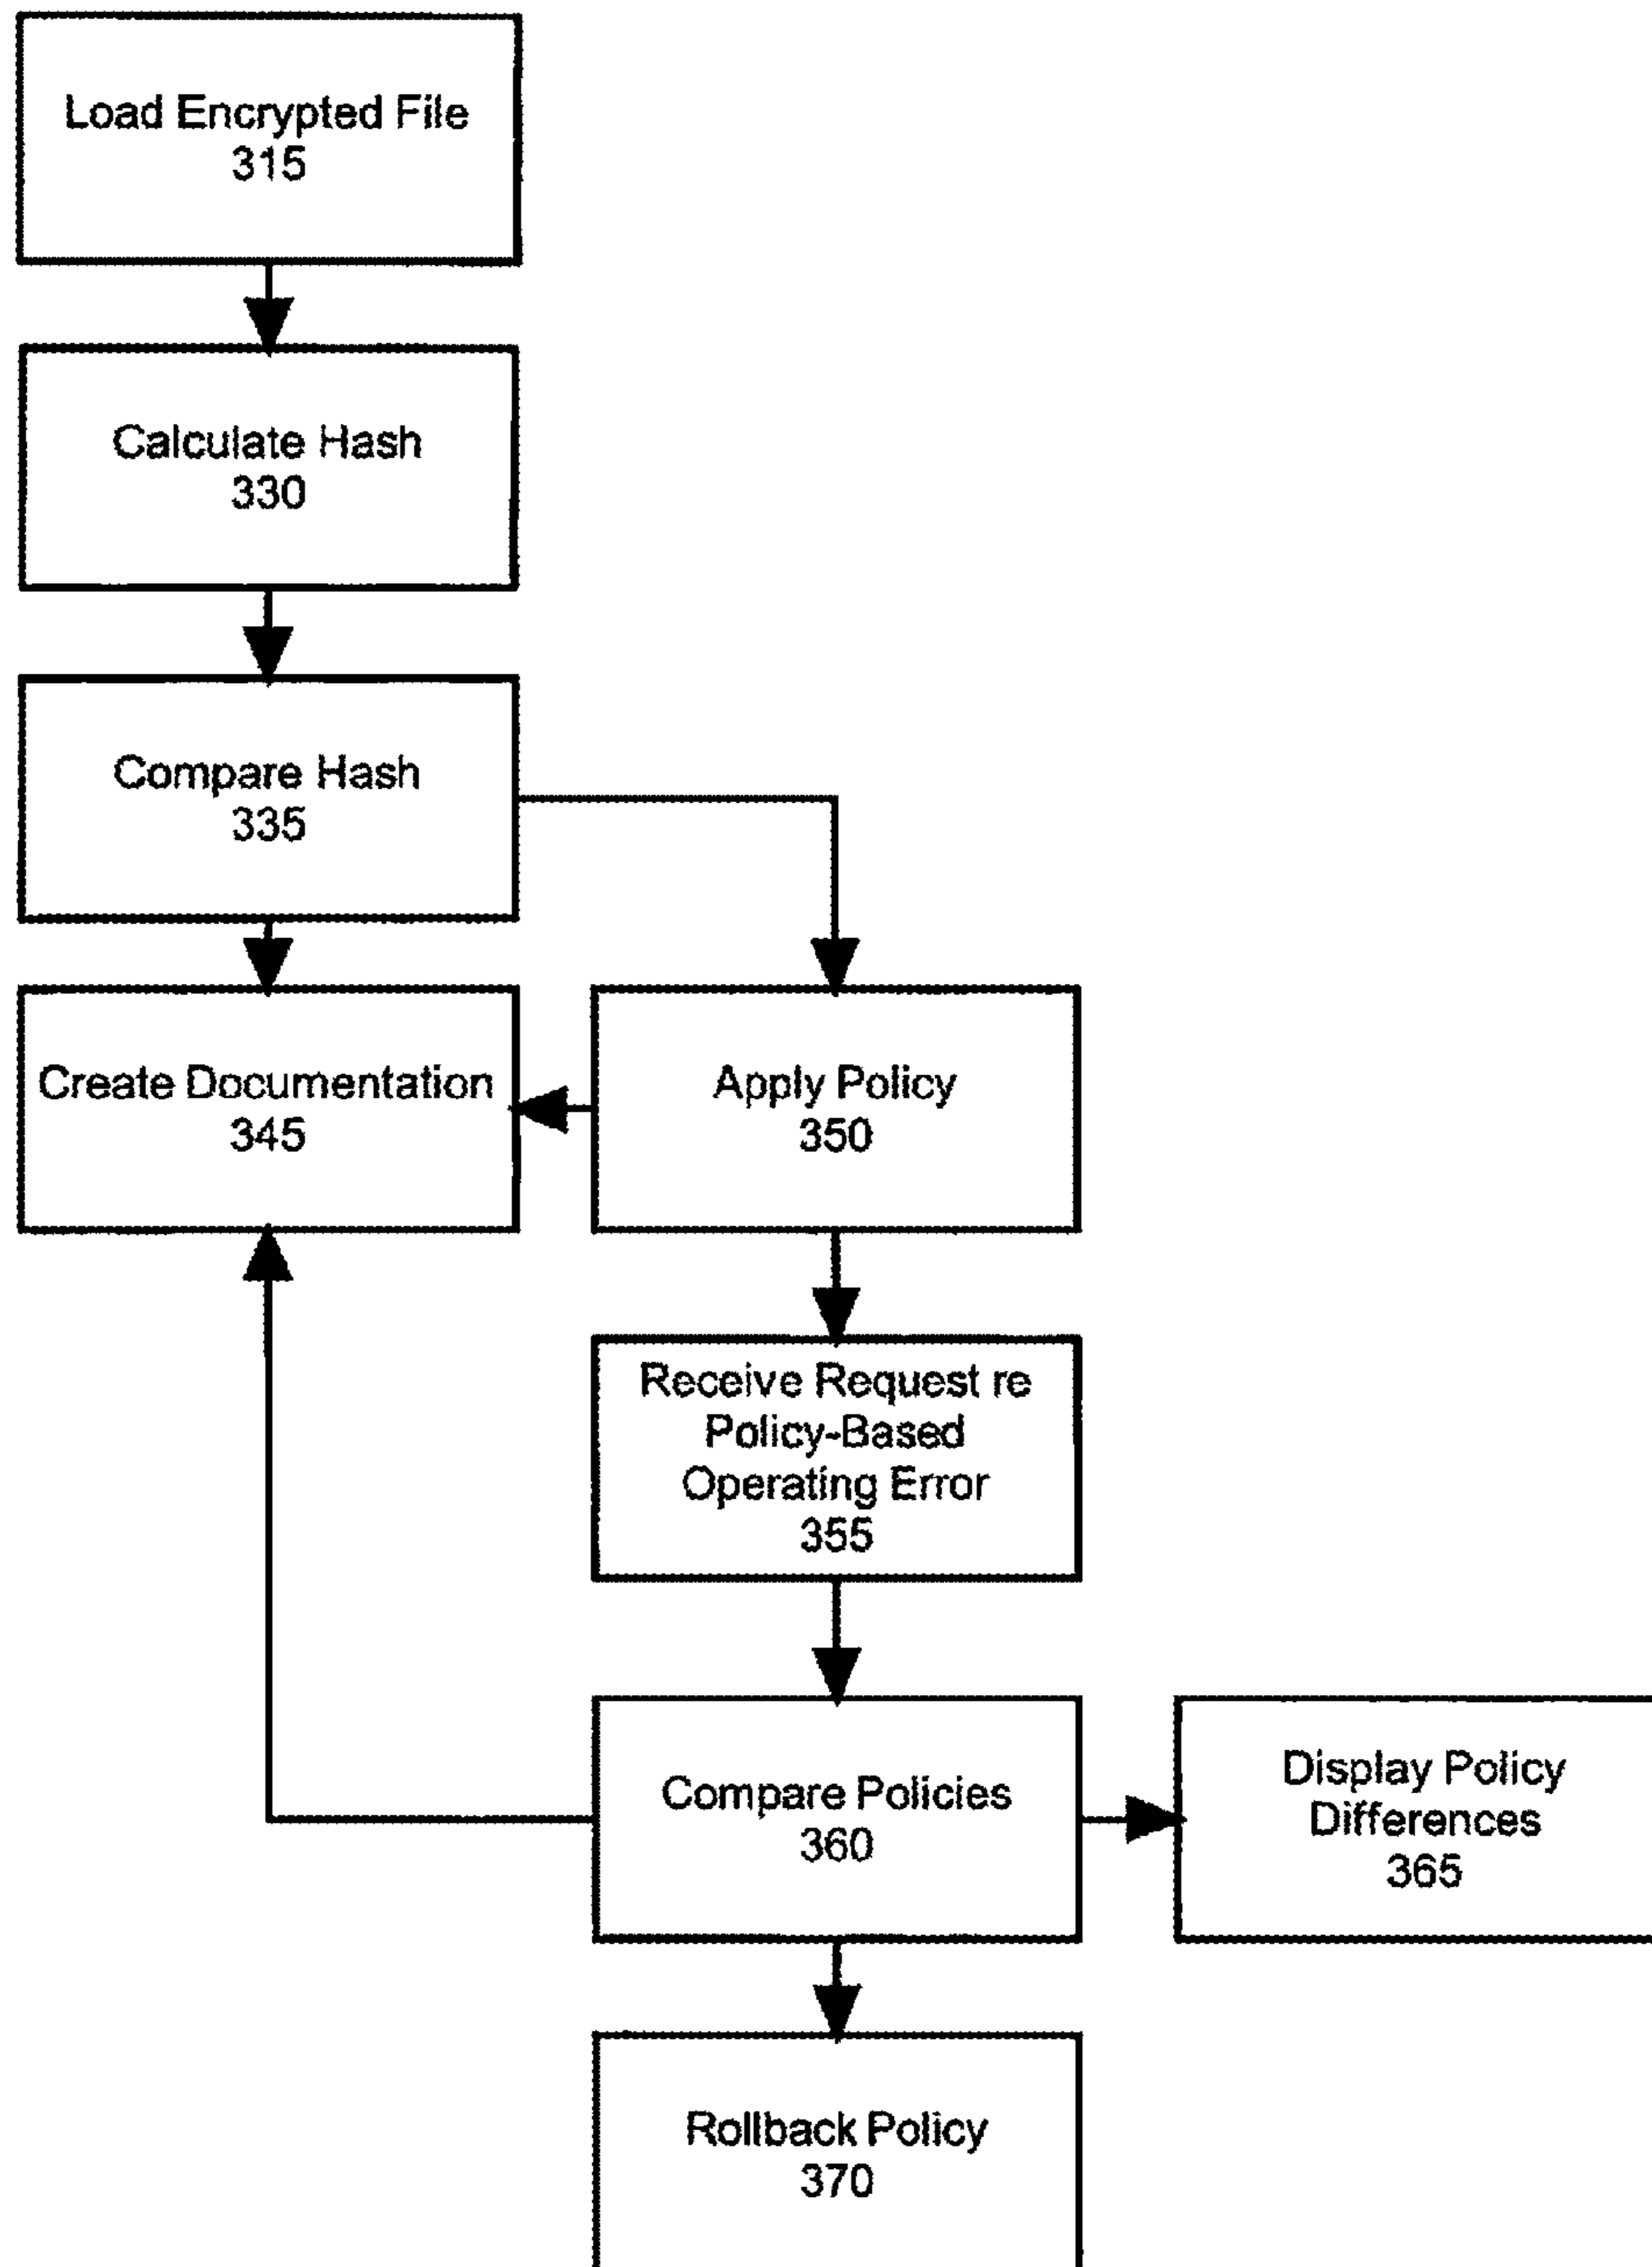 Load Encrypted File
315
Calculate Hash
330
Compare Hash
335
Create Documentation
345
Apply Policy
350
Receive Request re
Policy-Based
Operating Error
355
Compare Policies
360
Display Policy
Differences
365
Rollback Policy
370